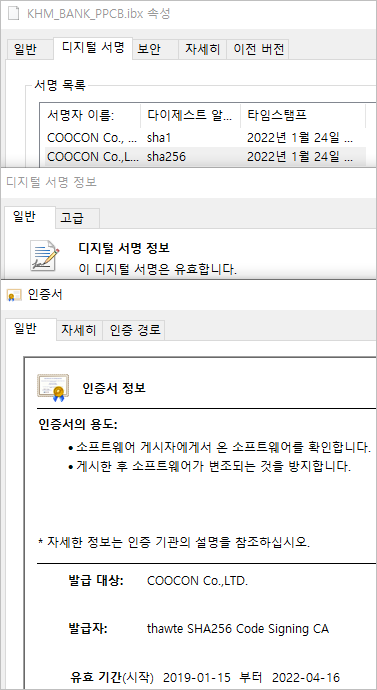 KHM_BANK_PPCB.ibx 속성
일반 디지털 서명 보안 자세히 이전 버전
서명 목록
서명자 이름: 다이제스트 알... 타임스탬프
COOCON Co., ... sha1 2022년 1월 24일 ...
COOCON Co.,L... sha256 2022년 1월 24일 ...
디지털 서명 정보
일반 고급
디지털 서명 정보
이 디지털 서명은 유효합니다.
인증서
일반 자세히 인증 경로
인증서 정보
인증서의 용도:
• 소프트웨어 게시자에게서 온 소프트웨어를 확인합니다.
• 게시한 후 소프트웨어가 변조되는 것을 방지합니다.
* 자세한 정보는 인증 기관의 설명을 참조하십시오.
발급 대상: COOCON Co.,LTD.
발급자: thawte SHA256 Code Signing CA
유효 기간(시작) 2019-01-15 부터 2022-04-16